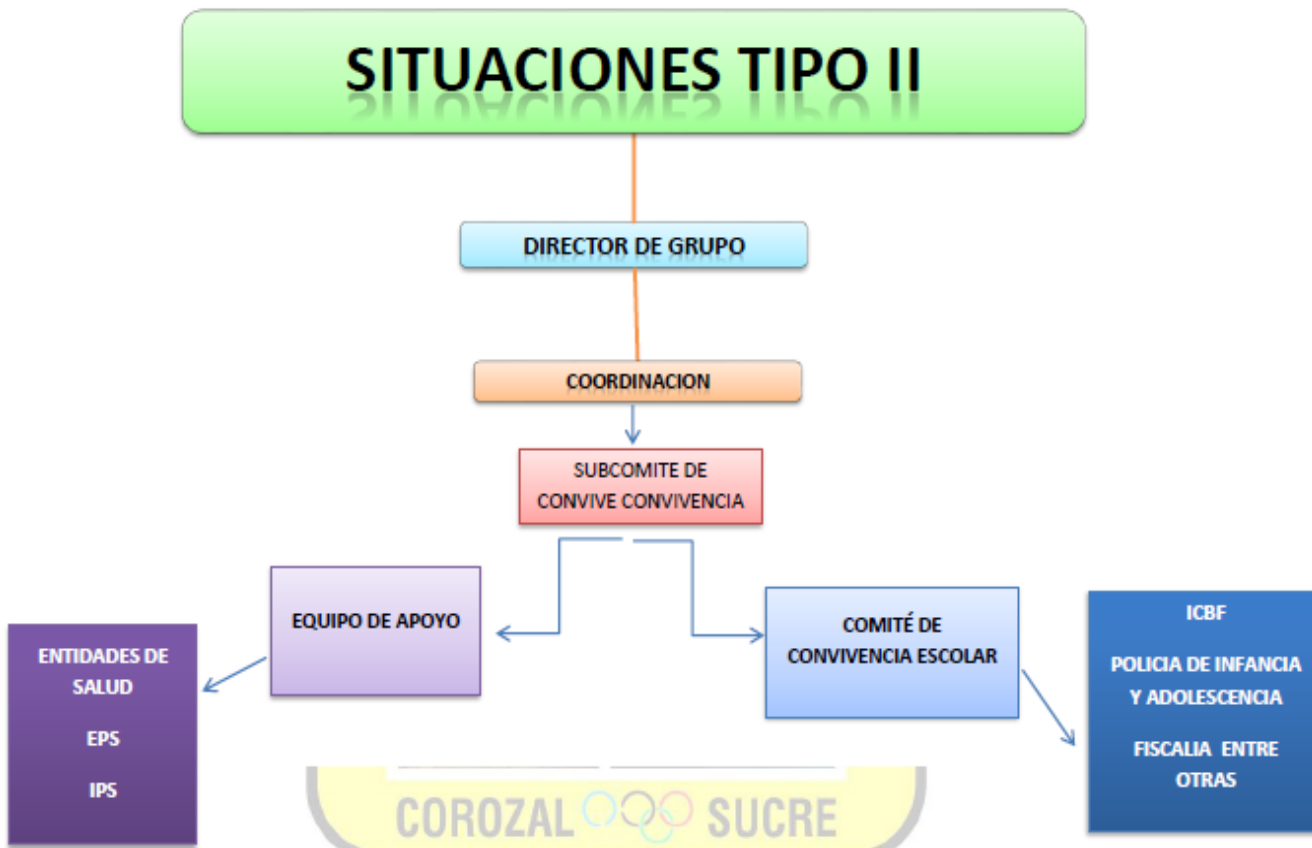 SITUACIONES TIPO II
DIRECTOR DE GRUPO
COORDINACION
SUBCOMITE DE
CONVIVE CONVIVENCIA
EQUIPO DE APOYO
COMITÉ DE
CONVIVENCIA ESCOLAR
ENTIDADES DE
SALUD
EPS
IPS
ICBF
POLICIA DE INFANCIA
Y ADOLESCENCIA
FISCALIA ENTRE
OTRAS
COROZAL SUCRE